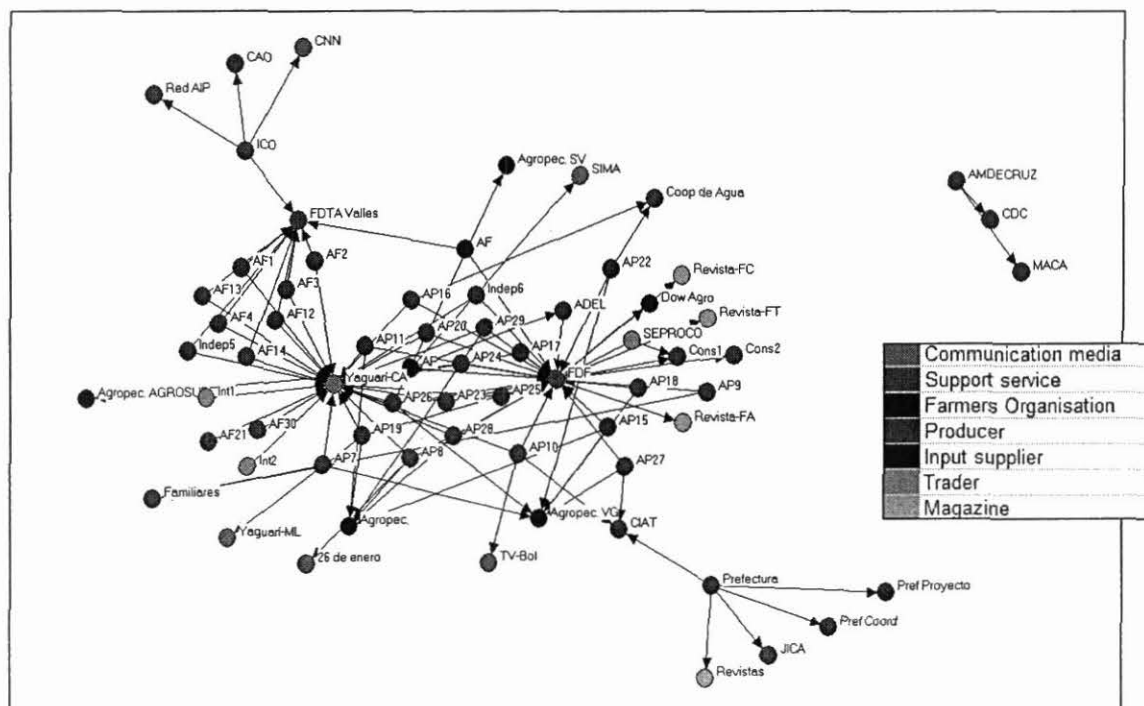 CNN
CAO
Red AIP
ICO
Agropec. SV
SIMA
AMDECRUZ
Coop de Agua
CDC
FDTA Valles
AF
MACA
AF2
AP22
AF1
Revista-FC
AF3
Indep6
AF13
AP16
ADEL
Dow Agro
AF4
AF12
AP20
AP29
Revista-FT
AP11
SEPROCO
Indep5
AF14
AP24
AP17
Cons1
Cons2
Yaguari-CA
FDF
AP18
AP9
Agropec.
Int1
AP26
AP23
AP25
AF21
AF30
AP19
AP28
AP15
Revista-FA
Int2
AP7
AP8
AP10
AP27
Familiares
Agropec.
Agropec. VG
CIAT
Yaguari-ML
26 de enero
TV-Bol
Prefectura
Pref Proyecto
Pref Coord
JICA
Revistas
Communication media
Support service
Farmers Organisation
Producer
Input supplier
Trader
Magazine